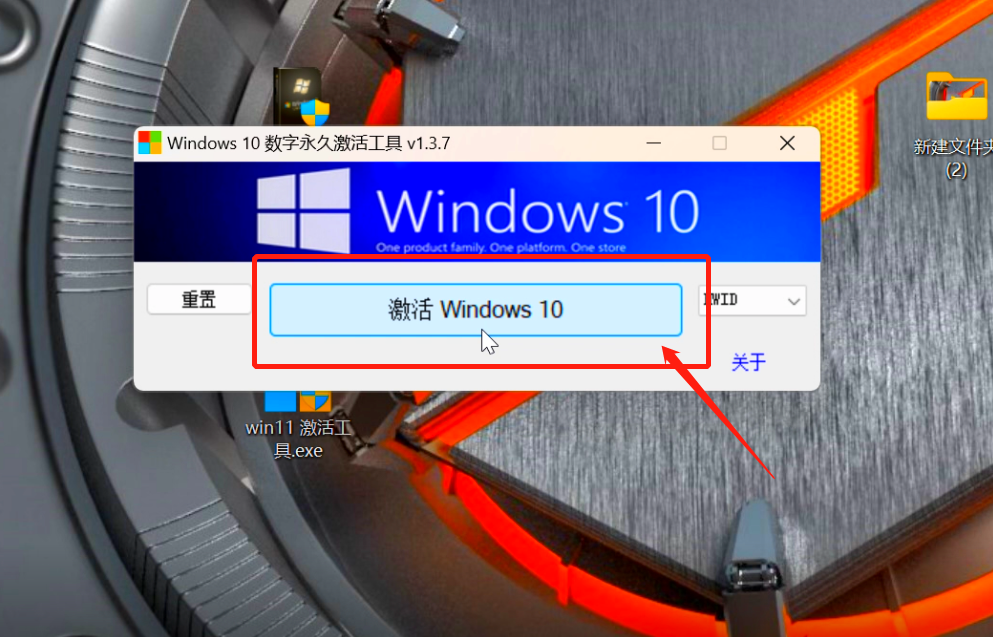 Windows 10 数字永久激活工具 v1.3.7
Windows 10
One product family. One platform. One store
重置
激活 Windows 10
关于
win11 激活工
具.exe
新建文件夹
(2)